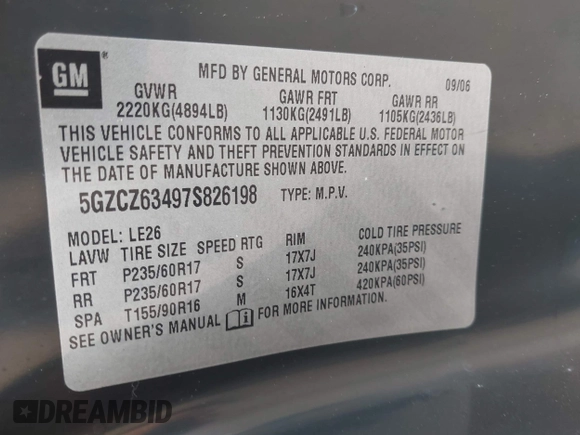 GM ®
MFD BY GENERAL MOTORS CORP. 09/06
GVWR GAWR FRT GAWR RR
2220KG(4894LB) 1130KG(2491LB) 1105KG(2436LB)
THIS VEHICLE CONFORMS TO ALL APPLICABLE U.S. FEDERAL MOTOR
VEHICLE SAFETY AND THEFT PREVENTION STANDARDS IN EFFECT ON
THE DATE OF MANUFACTURE SHOWN ABOVE.
5GZCZ63497S826198 TYPE: M.P.V.
MODEL: LE26
LAVW TIRE SIZE SPEED RTG RIM COLD TIRE PRESSURE
FRT P235/60R17 S 17X7J 240KPA(35PSI)
RR P235/60R17 S 17X7J 240KPA(35PSI)
SPA T155/90R16 M 16X4T 420KPA(60PSI)
SEE OWNER'S MANUAL FOR MORE INFORMATION.
DREAMBID